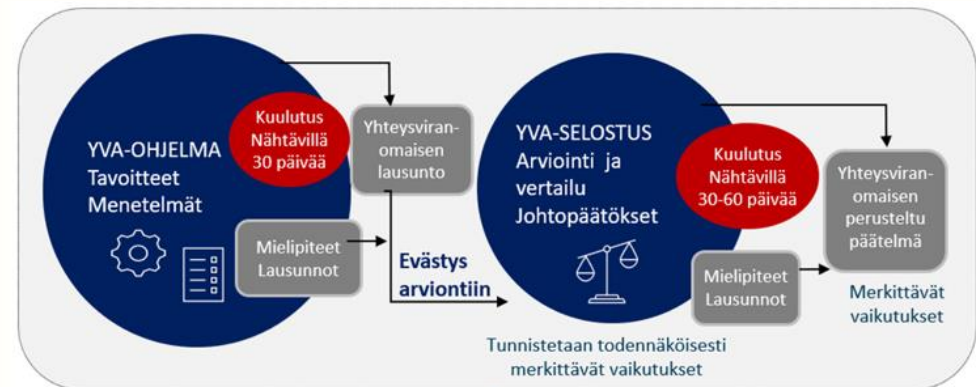 YVA-OHJELMA
Tavoitteet
Menetelmät
Kuulutus
Nähtävillä
30 päivää
Yhteysviran-
omaisen
lausunto
Mielipiteet
Lausunnot
Evästys
arviontiin
YVA-SELOSTUS
Arviointi ja
vertailu
Johtopäätökset
Kuulutus
Nähtävillä
30-60 päivää
Yhteysviran-
omaisen
perusteltu
päätelmä
Mielipiteet
Lausunnot
Merkittävät
vaikutukset
Tunnistetaan todennäköisesti
merkittävät vaikutukset